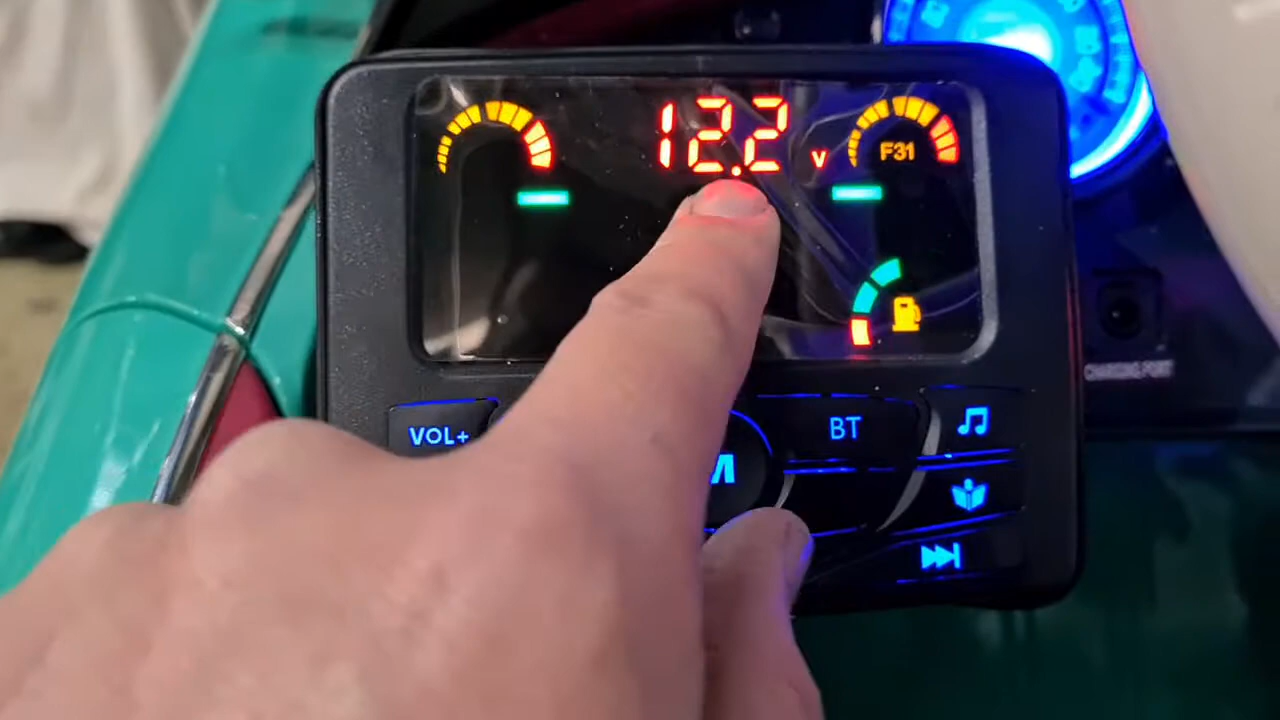 12.2 V
F31
VOL+
BT
M
CHARGING PORT